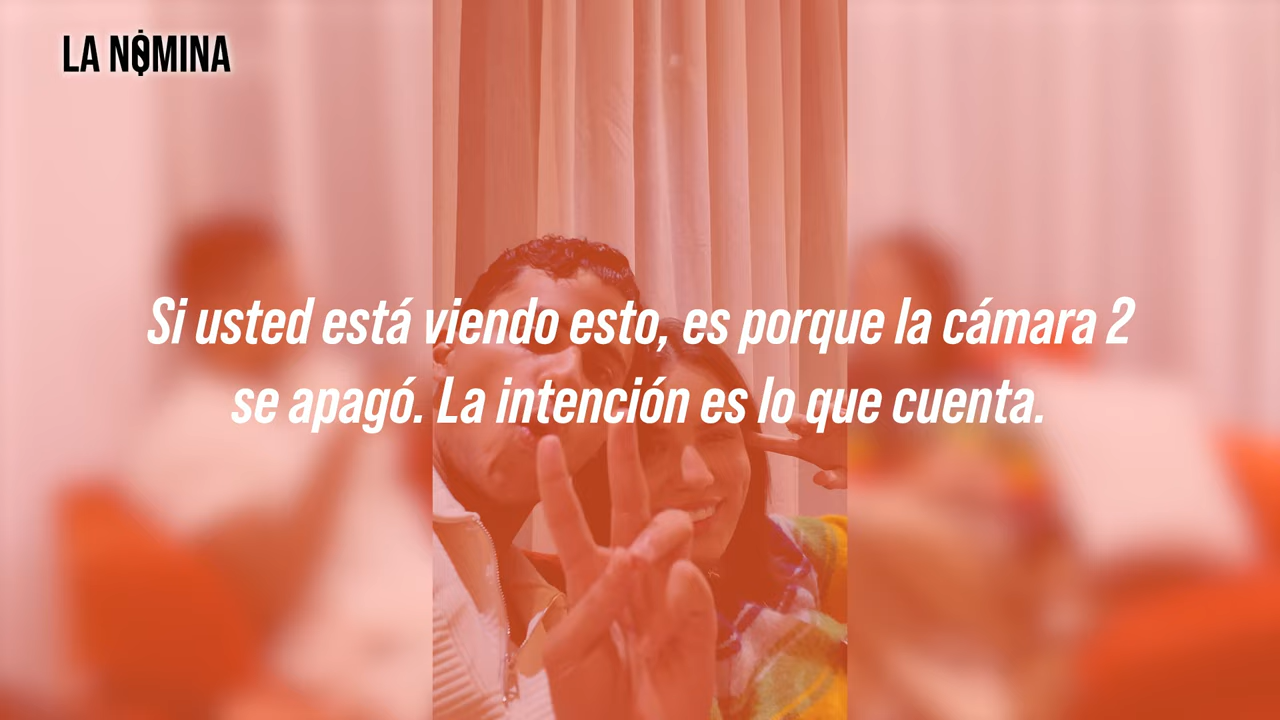 LA NÓMINA
Si usted está viendo esto, es porque la cámara 2
se apagó. La intención es lo que cuenta.